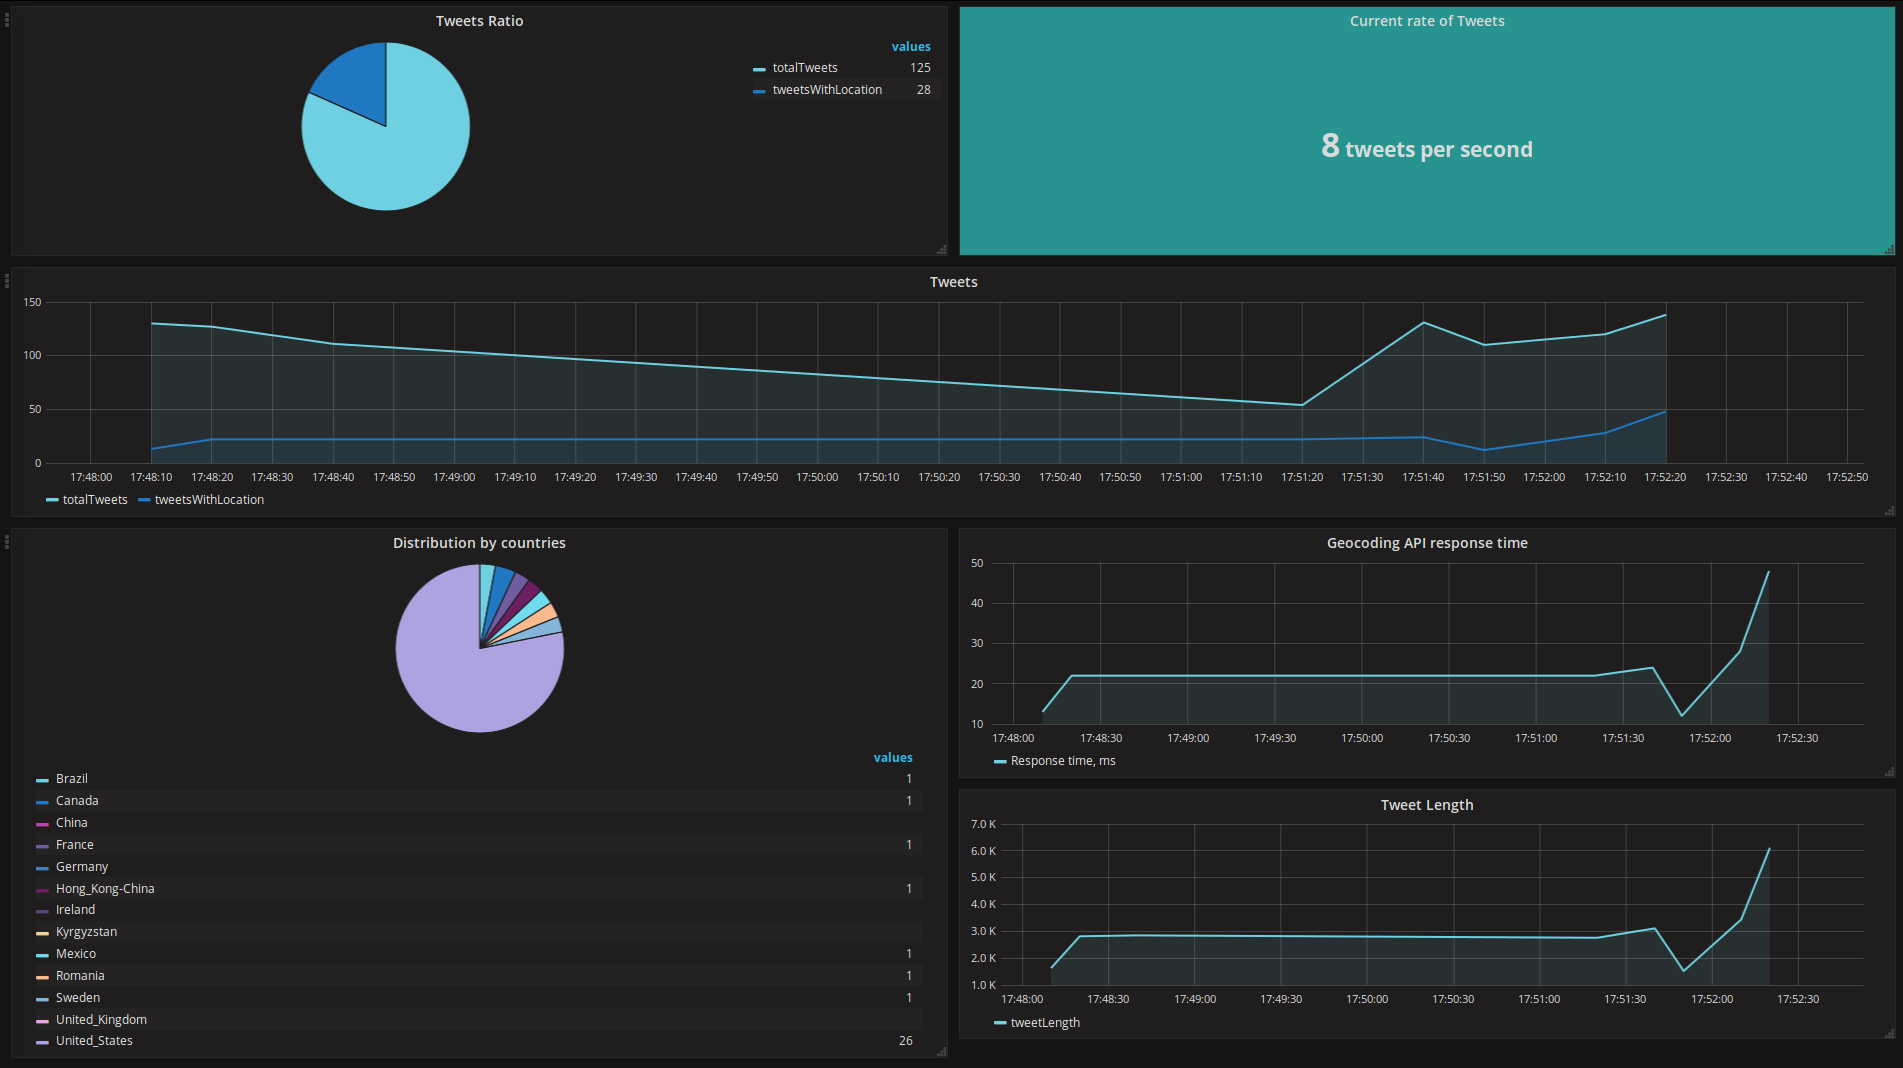 Tweets Ratio
values
totalTweets 125
tweetsWithLocation 28
Current rate of Tweets
8 tweets per second
Tweets
150
100
50
0
17:48:00 17:48:10 17:48:20 17:48:30 17:48:40 17:48:50 17:49:00 17:49:10 17:49:20 17:49:30 17:49:40 17:49:50 17:50:00 17:50:10 17:50:20 17:50:30 17:50:40 17:50:50 17:51:00 17:51:10 17:51:20 17:51:30 17:51:40 17:51:50 17:52:00 17:52:10 17:52:20 17:52:30 17:52:40 17:52:50
totalTweets tweetsWithLocation
Distribution by countries
values
Brazil 1
Canada 1
China
France 1
Germany
Hong_Kong-China 1
Ireland
Kyrgyzstan
Mexico 1
Romania 1
Sweden 1
United_Kingdom
United_States 26
Geocoding API response time
50
40
30
20
10
17:48:00 17:48:30 17:49:00 17:49:30 17:50:00 17:50:30 17:51:00 17:51:30 17:52:00 17:52:30
Response time, ms
Tweet Length
7.0 K
6.0 K
5.0 K
4.0 K
3.0 K
2.0 K
1.0 K
17:48:00 17:48:30 17:49:00 17:49:30 17:50:00 17:50:30 17:51:00 17:51:30 17:52:00 17:52:30
tweetLength